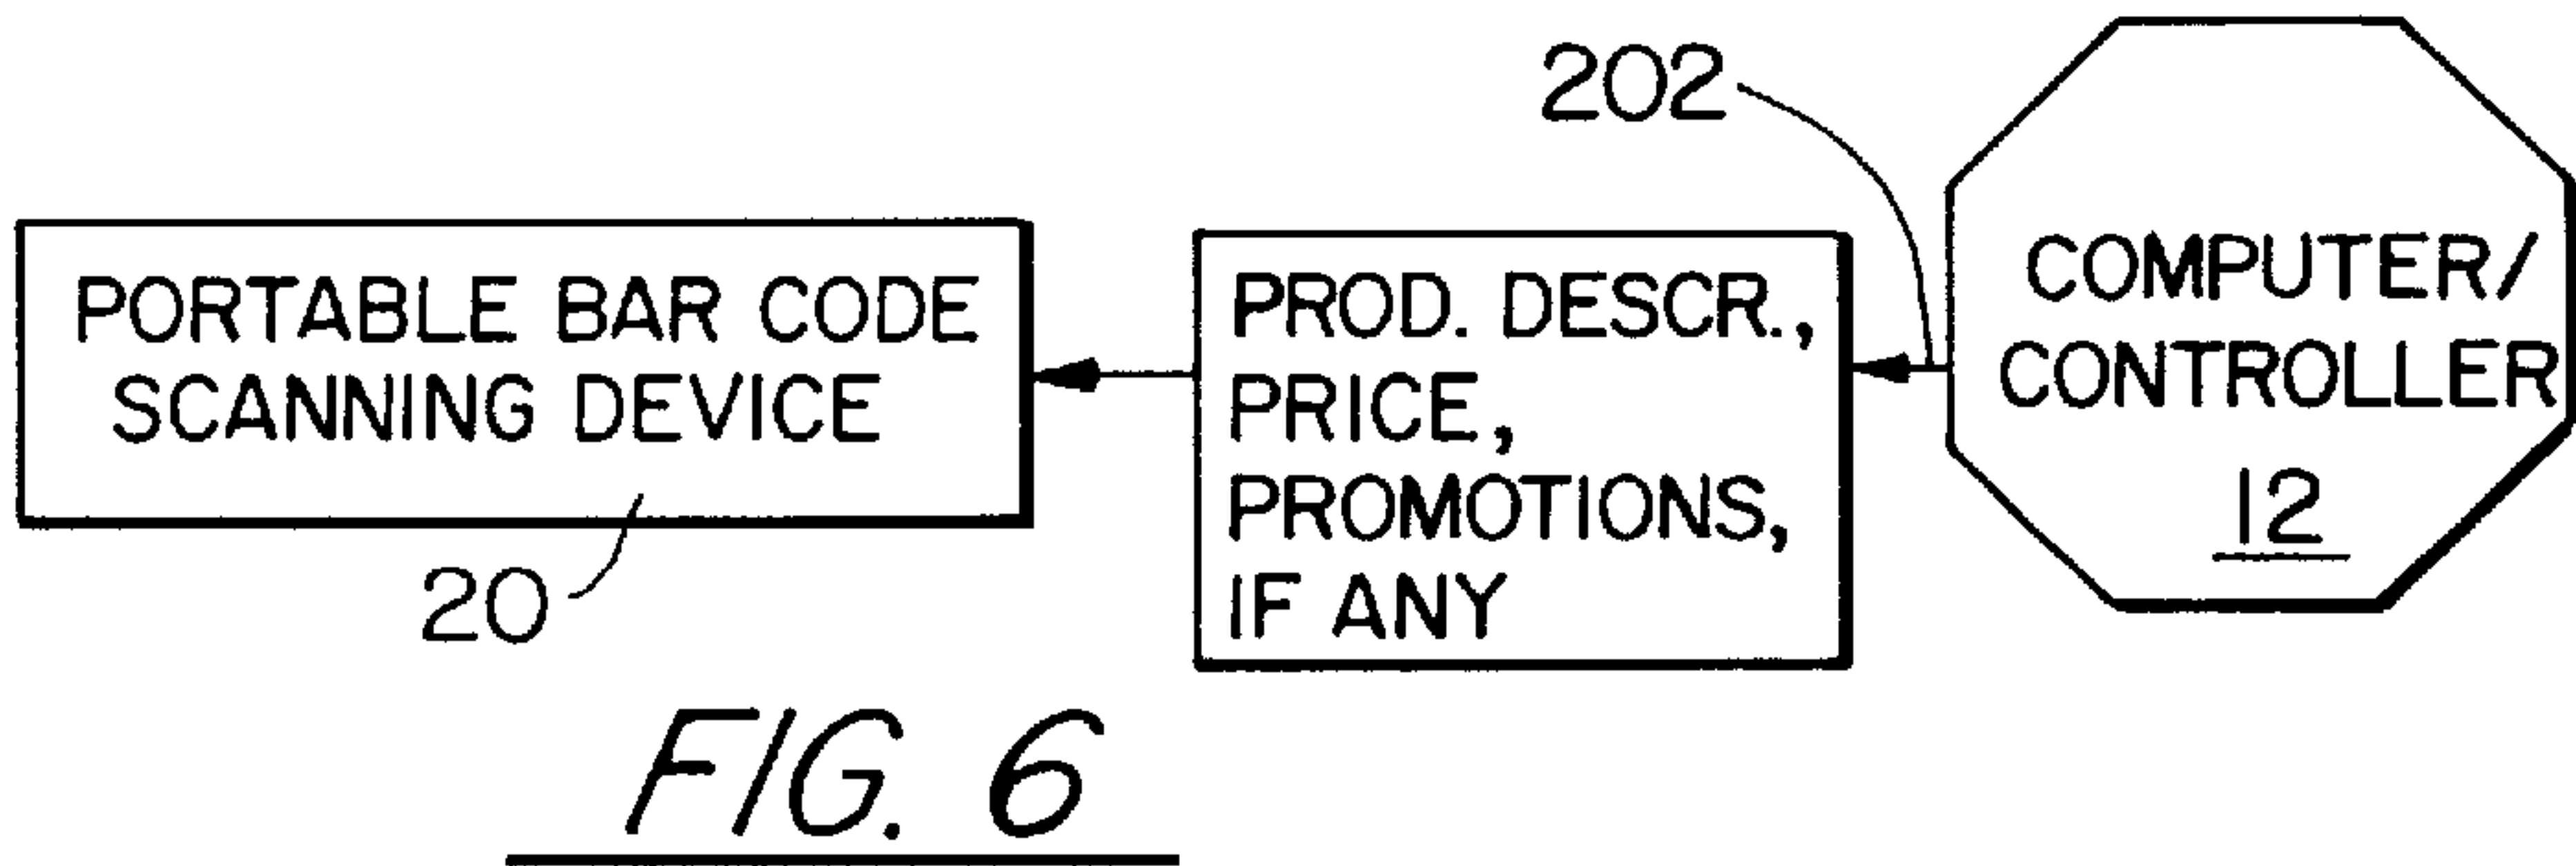 202
PORTABLE BAR CODE
SCANNING DEVICE
20
PROD. DESCR.,
PRICE,
PROMOTIONS,
IF ANY
COMPUTER/
CONTROLLER
12
FIG. 6